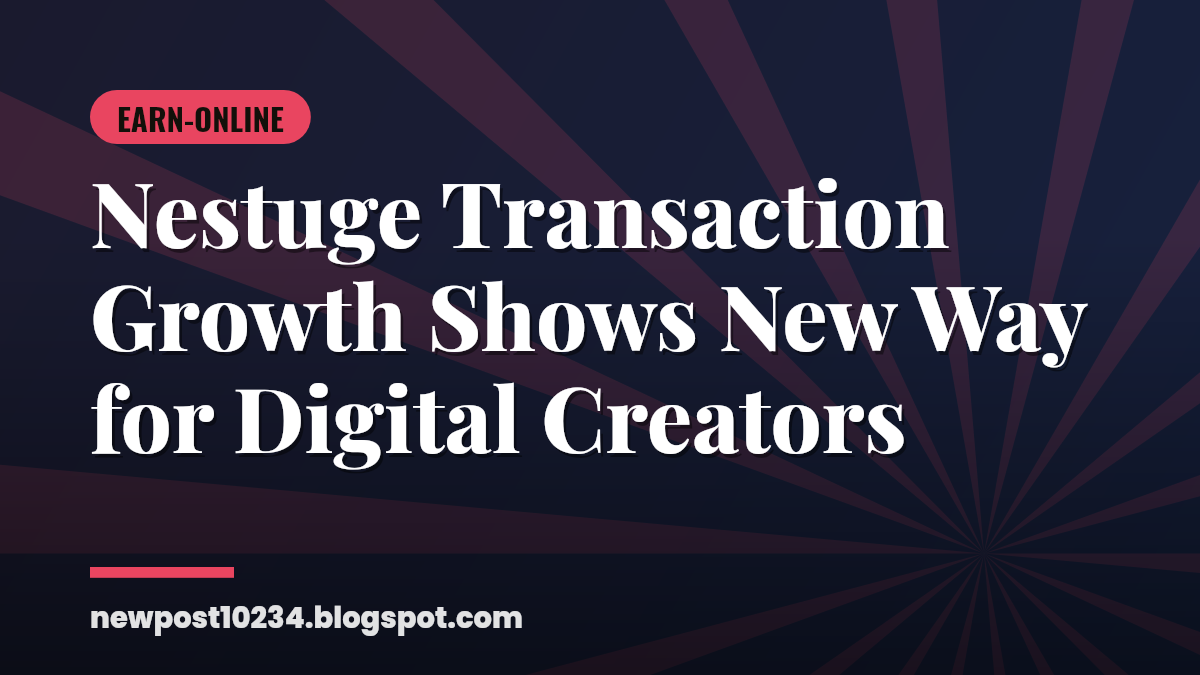 EARN-ONLINE
Nestuge Transaction
Growth Shows New Way
for Digital Creators
newpost10234.blogspot.com